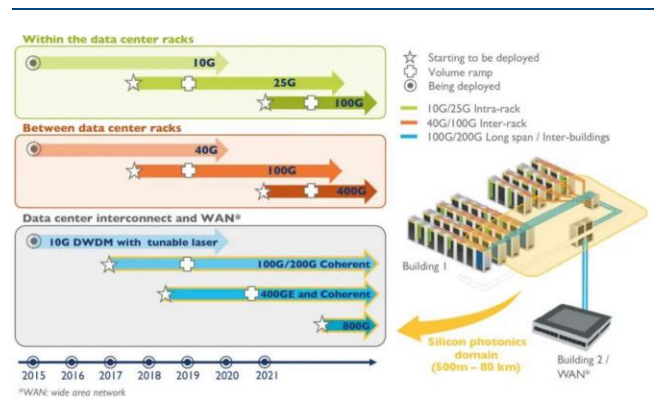 Within the data center racks
10G
25G
100G
Between data center racks
40G
100G
400G
Data center interconnect and WAN*
10G DWDM with tunable laser
100G/200G Coherent
400GE and Coherent
800G
2015 2016 2017 2018 2019 2020 2021
*WAN: wide area network
Starting to be deployed
Volume ramp
Being deployed
10G/25G Intra-rack
40G/100G Inter-rack
100G/200G Long span / Inter-buildings
Building 1
Silicon photonics
domain
(500m – 80 km)
Building 2 /
WAN*